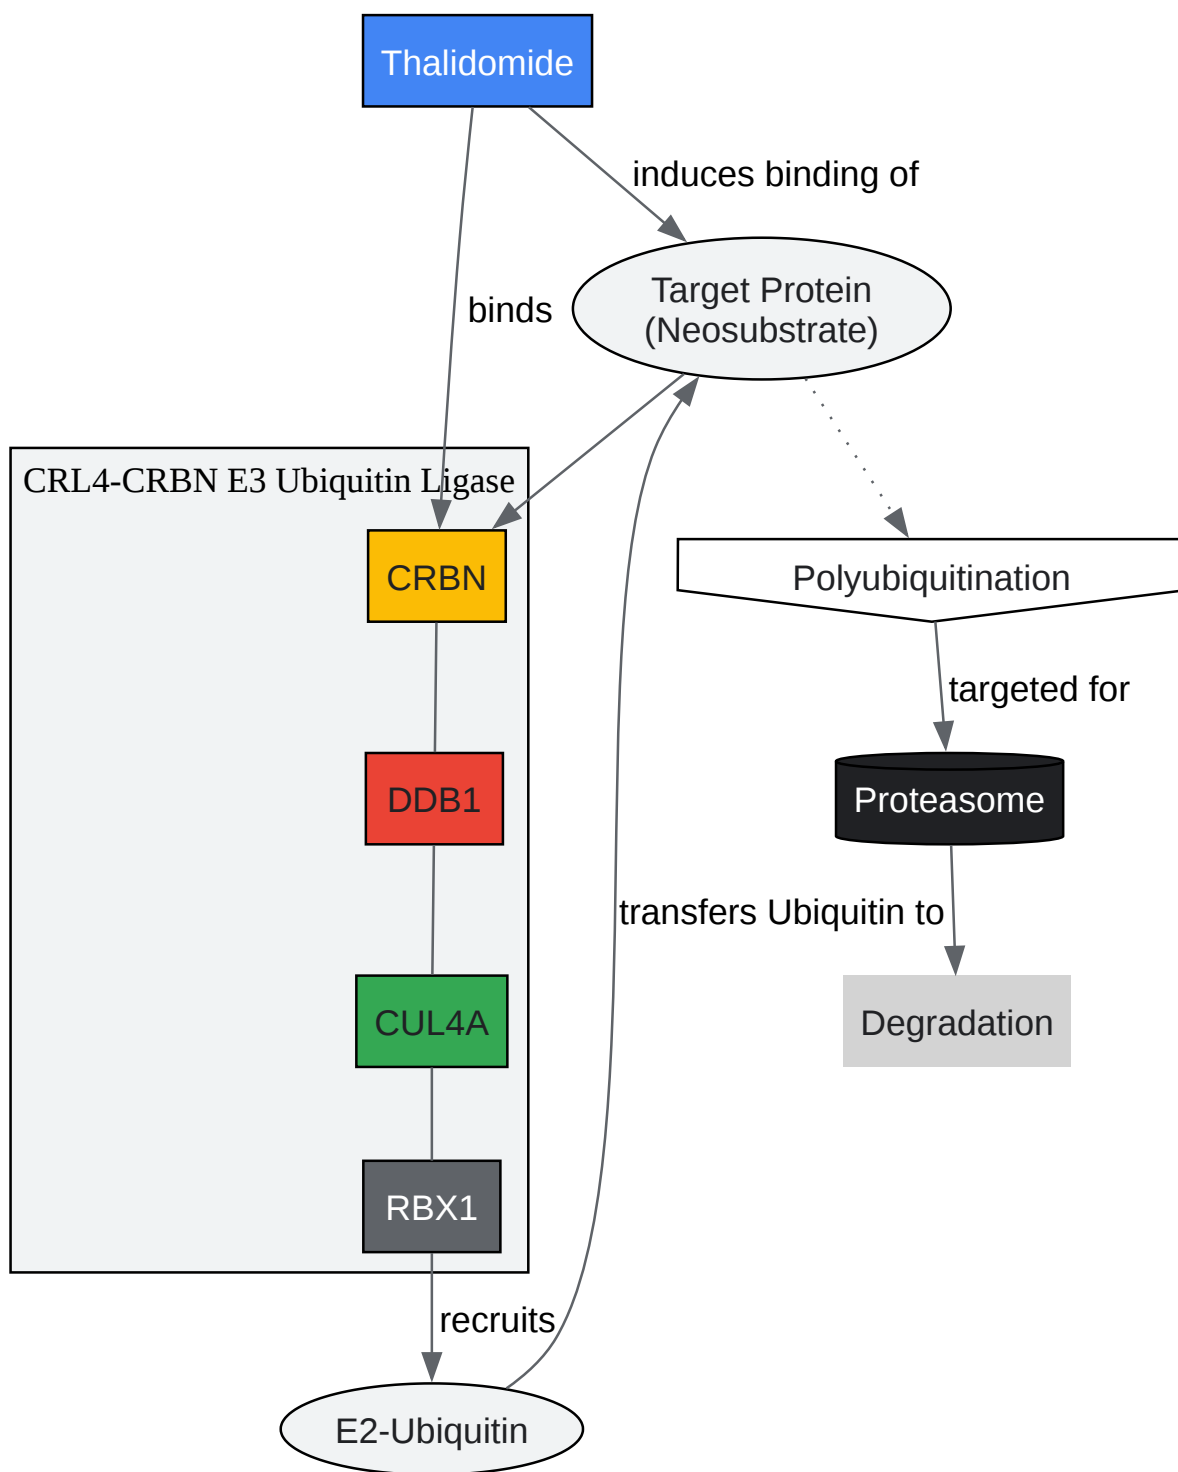 Thalidomide
induces binding of
binds
Target Protein
(Neosubstrate)
CRL4-CRBN E3 Ubiquitin Ligase
CRBN
Polyubiquitination
targeted for
DDB1
Proteasome
transfers Ubiquitin to
CUL4A
Degradation
RBX1
recruits
E2-Ubiquitin